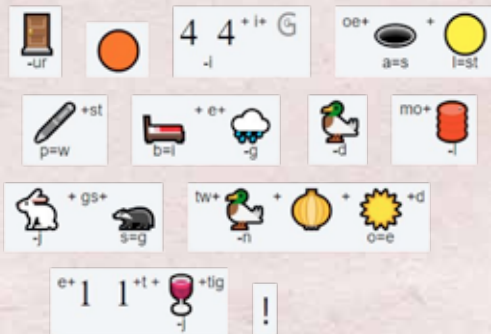 -ur 4 4 + i+ G -i oe+ + a=s l=st
+st p=w + e+ b=l -g -d mo+ -l
+ gs+ -j s=g tw+ + + +d -n o=e
e+ 1 1 +t+ +tig -j !